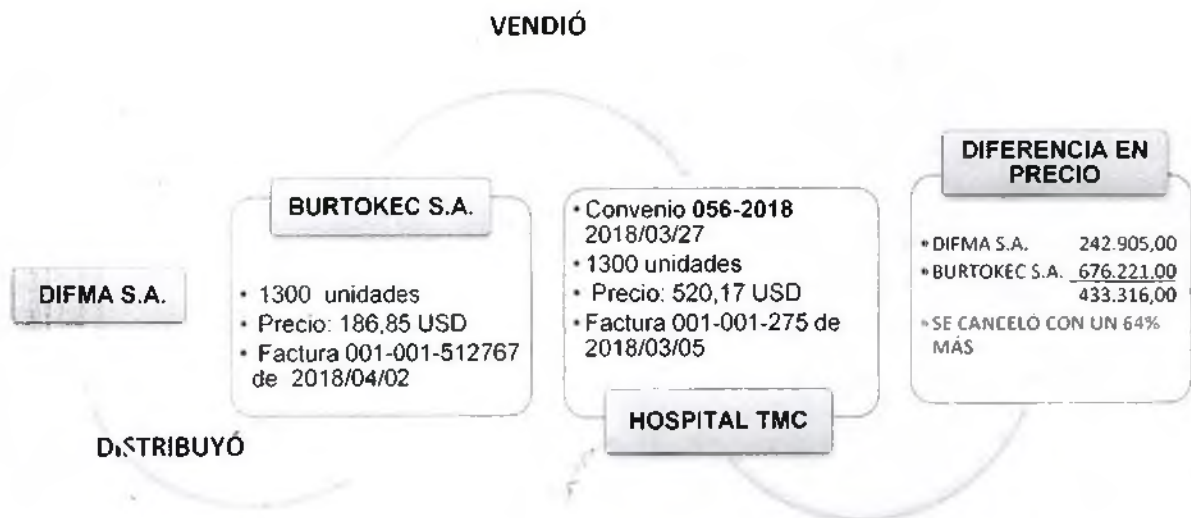 VENDIÓ
DIFMA S.A.
DISTRIBUYÓ
BURTOKEC S.A.
• 1300 unidades
• Precio: 186,85 USD
• Factura 001-001-512767
de 2018/04/02
• Convenio 056-2018
2018/03/27
• 1300 unidades
• Precio: 520,17 USD
• Factura 001-001-275 de
2018/03/05
HOSPITAL TMC
DIFERENCIA EN
PRECIO
• DIFMA S.A. 242.905,00
• BURTOKEC S.A. 676.221,00
433.316,00
• SE CANCELÓ CON UN 64%
MÁS